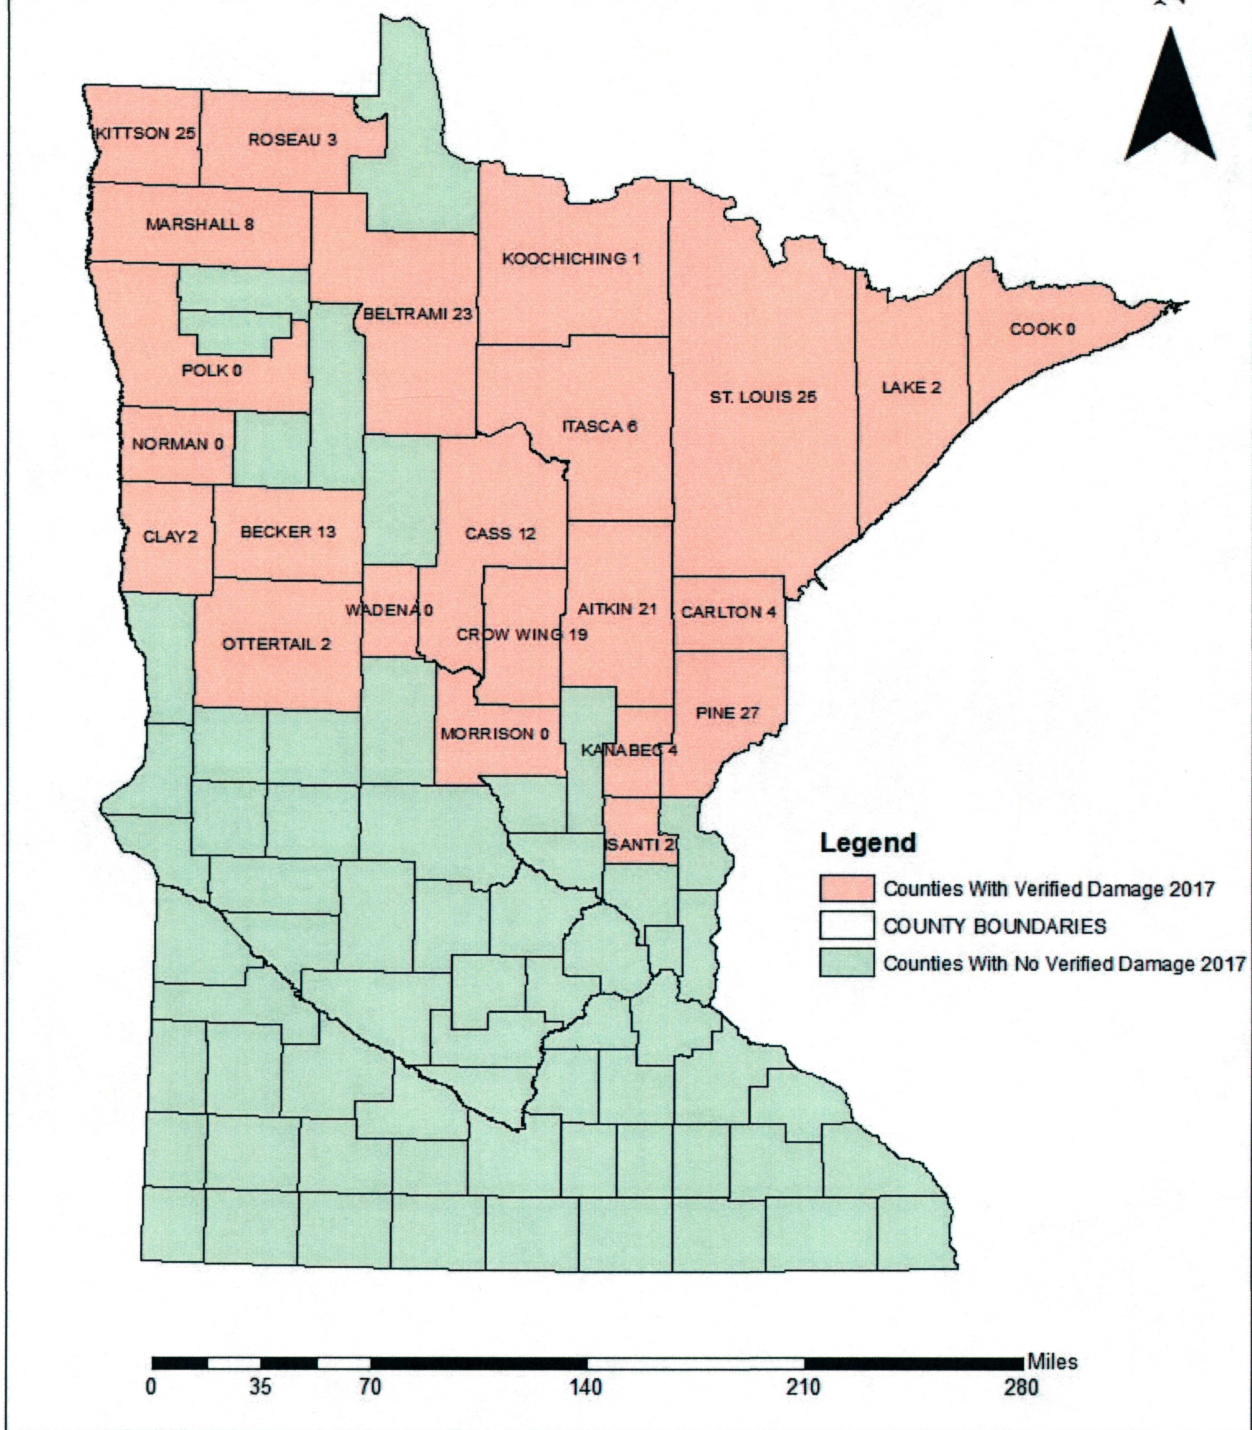 N
KITTSON 25
ROSEAU 3
MARSHALL 8
KOOCHICHING 1
BELTRAMI 23
COOK 0
POLK 0
LAKE 2
ST. LOUIS 25
ITASCA 6
NORMAN 0
CLAY 2
BECKER 13
CASS 12
WADENA 0
AITKIN 21
CARLTON 4
CROW WING 19
OTTERTAIL 2
PINE 27
MORRISON 0
KANABEC 4
ISANTI 2
Legend
Counties With Verified Damage 2017
COUNTY BOUNDARIES
Counties With No Verified Damage 2017
Miles
0 35 70 140 210 280